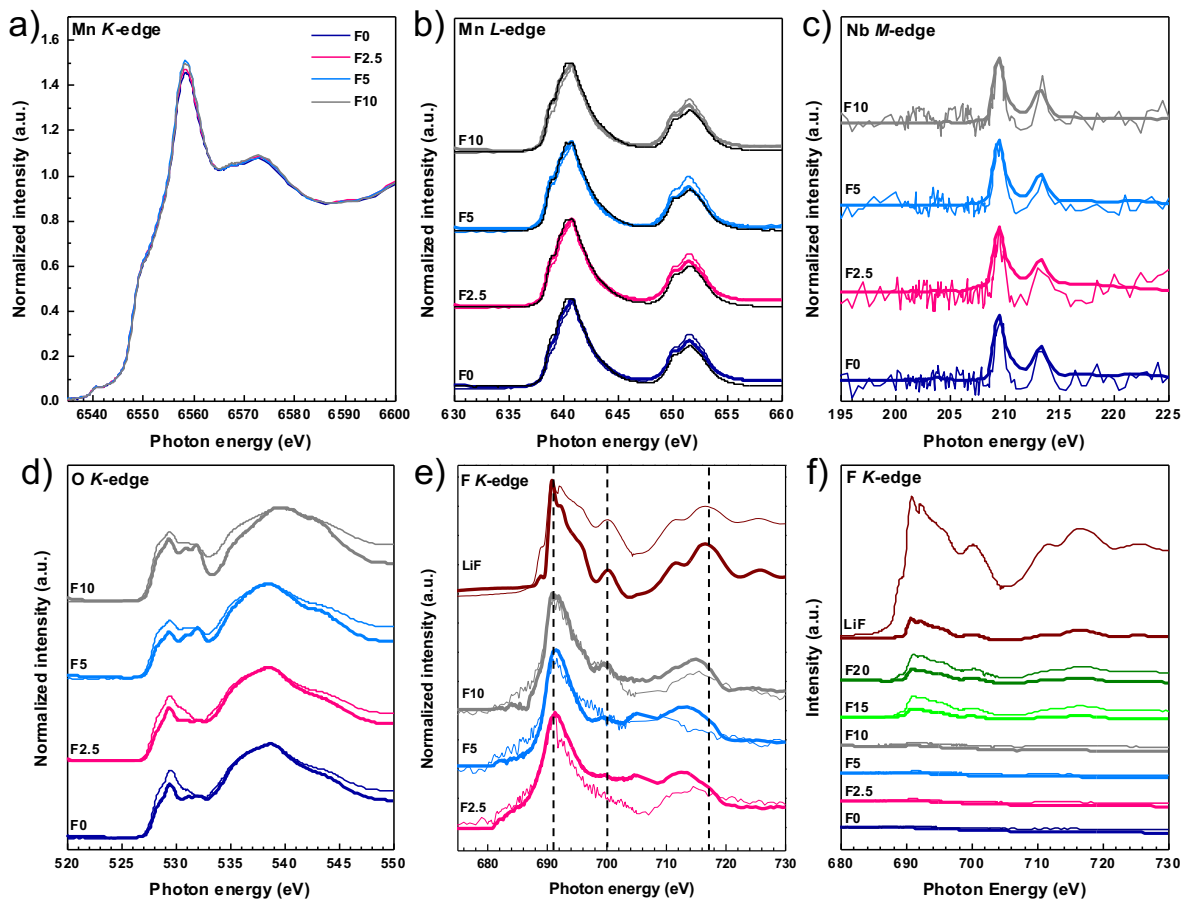 a)
Mn K-edge
F0
F2.5
F5
F10
1.6
1.4
1.2
1.0
0.8
0.6
0.4
0.2
0.0
Normalized intensity (a.u.)
6540 6550 6560 6570 6580 6590 6600
Photon energy (eV)
b)
Mn L-edge
F10
F5
F2.5
F0
Normalized intensity (a.u.)
630 635 640 645 650 655 660
Photon energy (eV)
c)
Nb M-edge
F10
F5
F2.5
F0
Normalized intensity (a.u.)
195 200 205 210 215 220 225
Photon energy (eV)
d)
O K-edge
F10
F5
F2.5
F0
Normalized intensity (a.u.)
520 525 530 535 540 545 550
Photon energy (eV)
e)
F K-edge
LiF
F10
F5
F2.5
Normalized intensity (a.u.)
680 690 700 710 720 730
Photon energy (eV)
f)
F K-edge
LiF
F20
F15
F10
F5
F2.5
F0
Intensity (a.u.)
680 690 700 710 720 730
Photon Energy (eV)